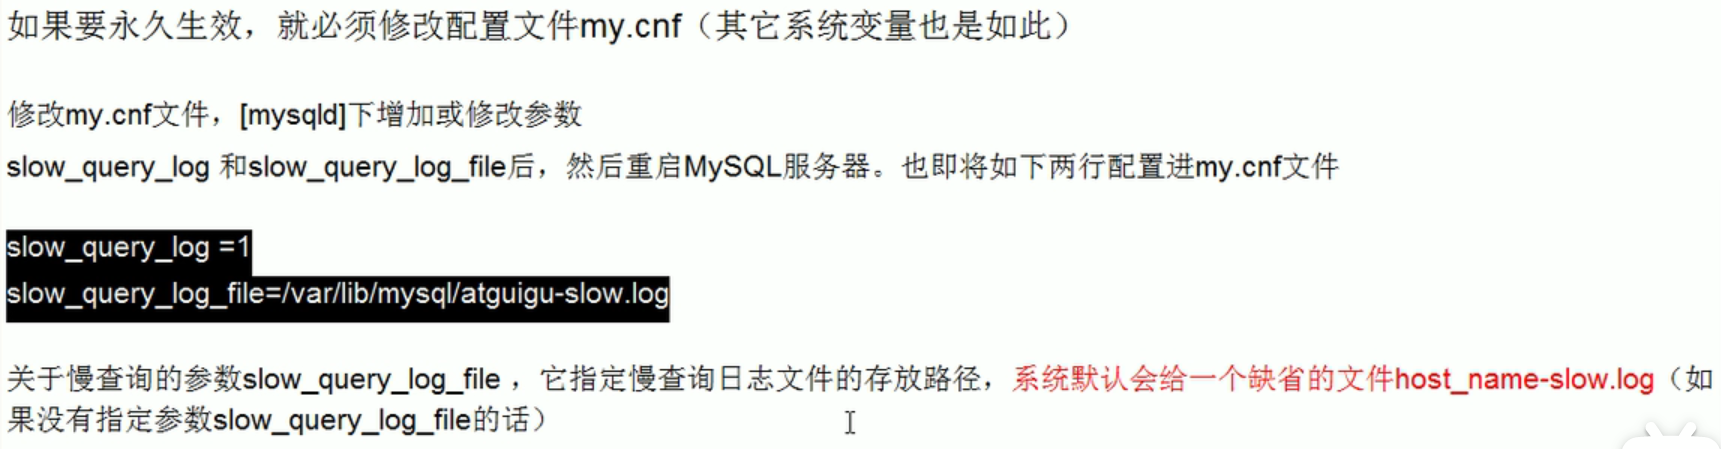 如果要永久生效，就必须修改配置文件my.cnf（其它系统变量也是如此）
修改my.cnf文件，[mysqld]下增加或修改参数
slow_query_log 和slow_query_log_file后，然后重启MySQL服务器。也即将如下两行配置进my.cnf文件
slow_query_log =1
slow_query_log_file=/var/lib/mysql/atguigu-slow.log
关于慢查询的参数slow_query_log_file ，它指定慢查询日志文件的存放路径，系统默认会给一个缺省的文件host_name-slow.log（如
果没有指定参数slow_query_log_file的话）